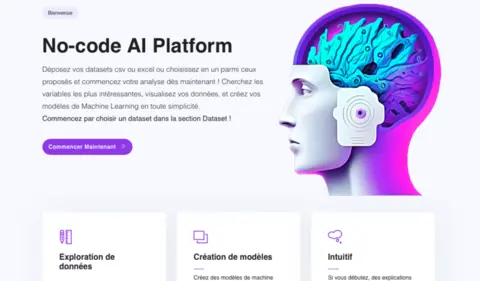 Bienvenue
No-code AI Platform
Déposez vos datasets csv ou excel ou choisissez en un parmi ceux
proposés et commencez votre analyse dès maintenant ! Cherchez les
variables les plus intéressantes, visualisez vos données, et créez vos
modèles de Machine Learning en toute simplicité.
Commencez par choisir un dataset dans la section Dataset !
Commencer Maintenant >
Exploration de
données
Création de modèles
Créez des modèles de machine
Intuitif
Si vous débutez, des explications